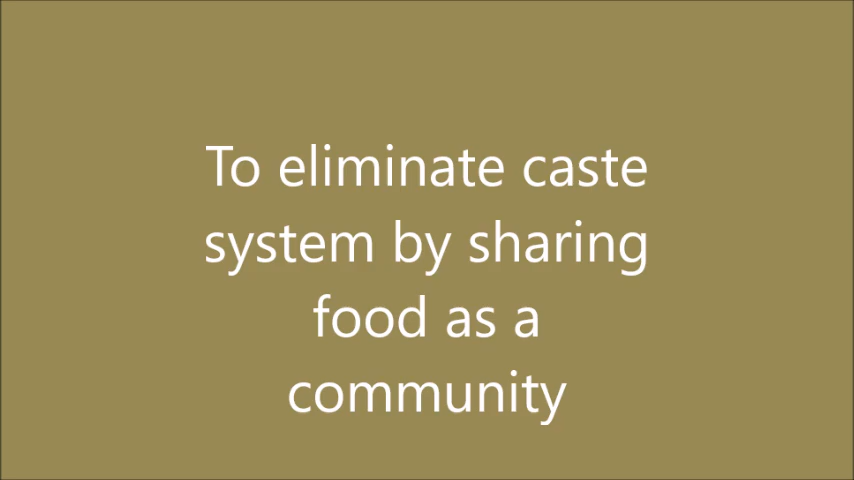 To eliminate caste
system by sharing
food as a
community